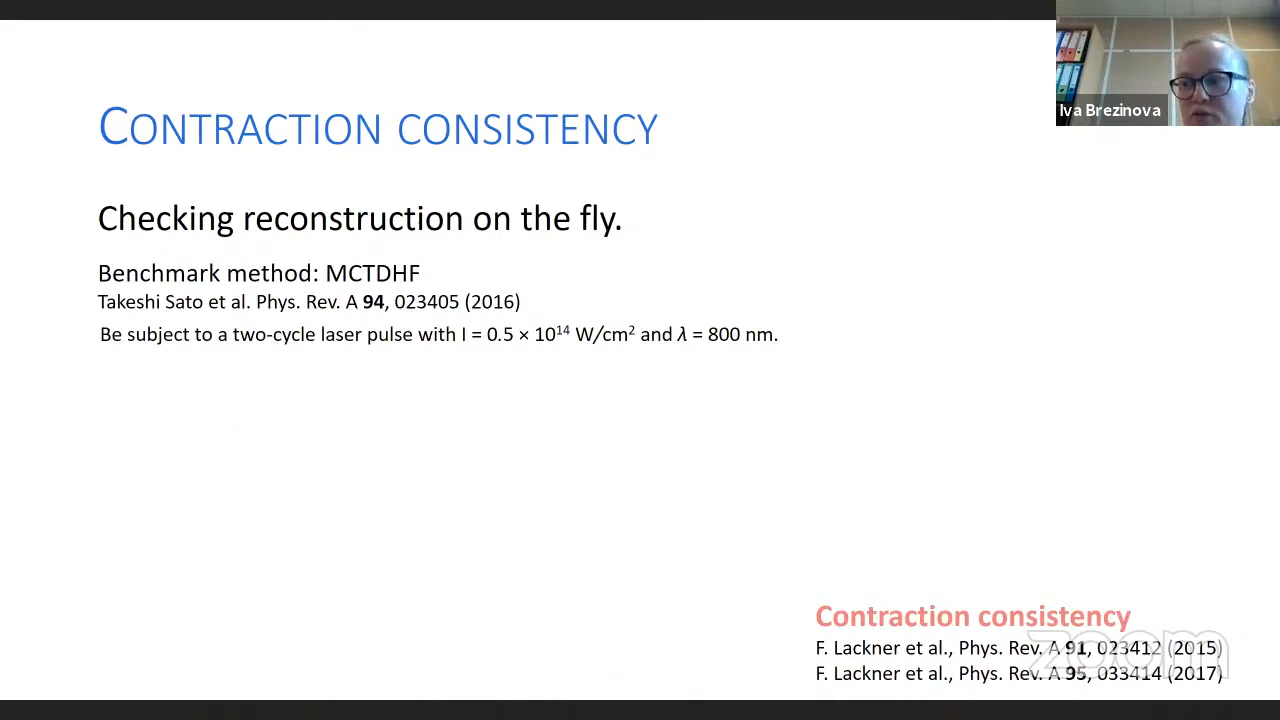 Iva Brezinova
CONTRACTION CONSISTENCY
Checking reconstruction on the fly.
Benchmark method: MCTDHF
Takeshi Sato et al. Phys. Rev. A 94, 023405 (2016)
Be subject to a two-cycle laser pulse with I = 0.5 × 10¹⁴ W/cm² and λ = 800 nm.
Contraction consistency
F. Lackner et al., Phys. Rev. A 91, 023412 (2015)
F. Lackner et al., Phys. Rev. A 95, 033414 (2017)
zoom